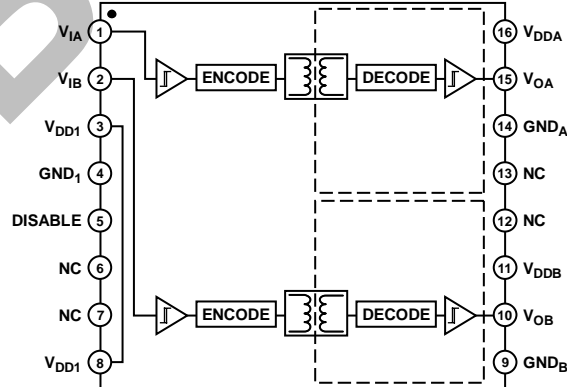 VIA 1 ENCODE DECODE 16 VDDA
VIB 2 15 VOA
VDD1 3 14 GNDA
GND1 4 13 NC
DISABLE 5 12 NC
NC 6 11 VDDB
NC 7 ENCODE DECODE 10 VOB
VDD1 8 9 GNDB